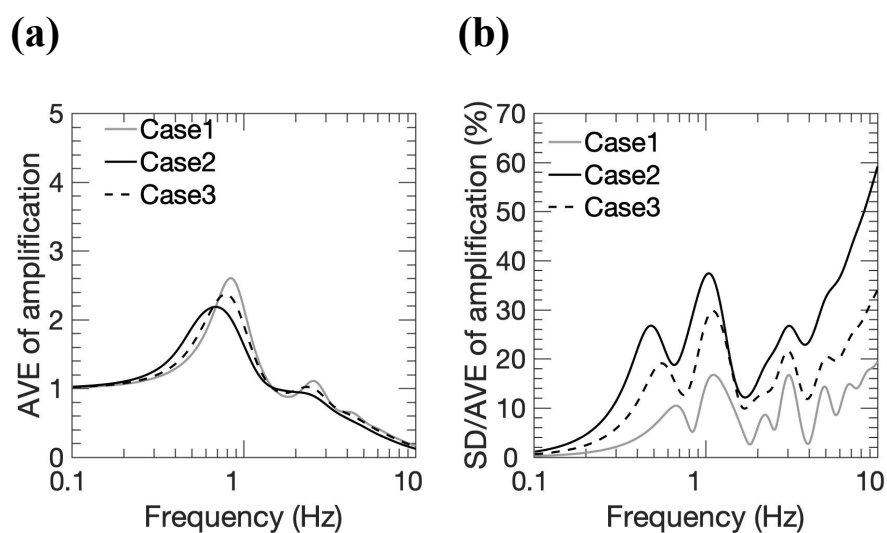 (a)
AVE of amplification
5
4
3
2
1
0
Case1
Case2
Case3
0.1
1
10
Frequency (Hz)
(b)
SD/AVE of amplification (%)
70
60
50
40
30
20
10
0
Case1
Case2
Case3
0.1
1
10
Frequency (Hz)